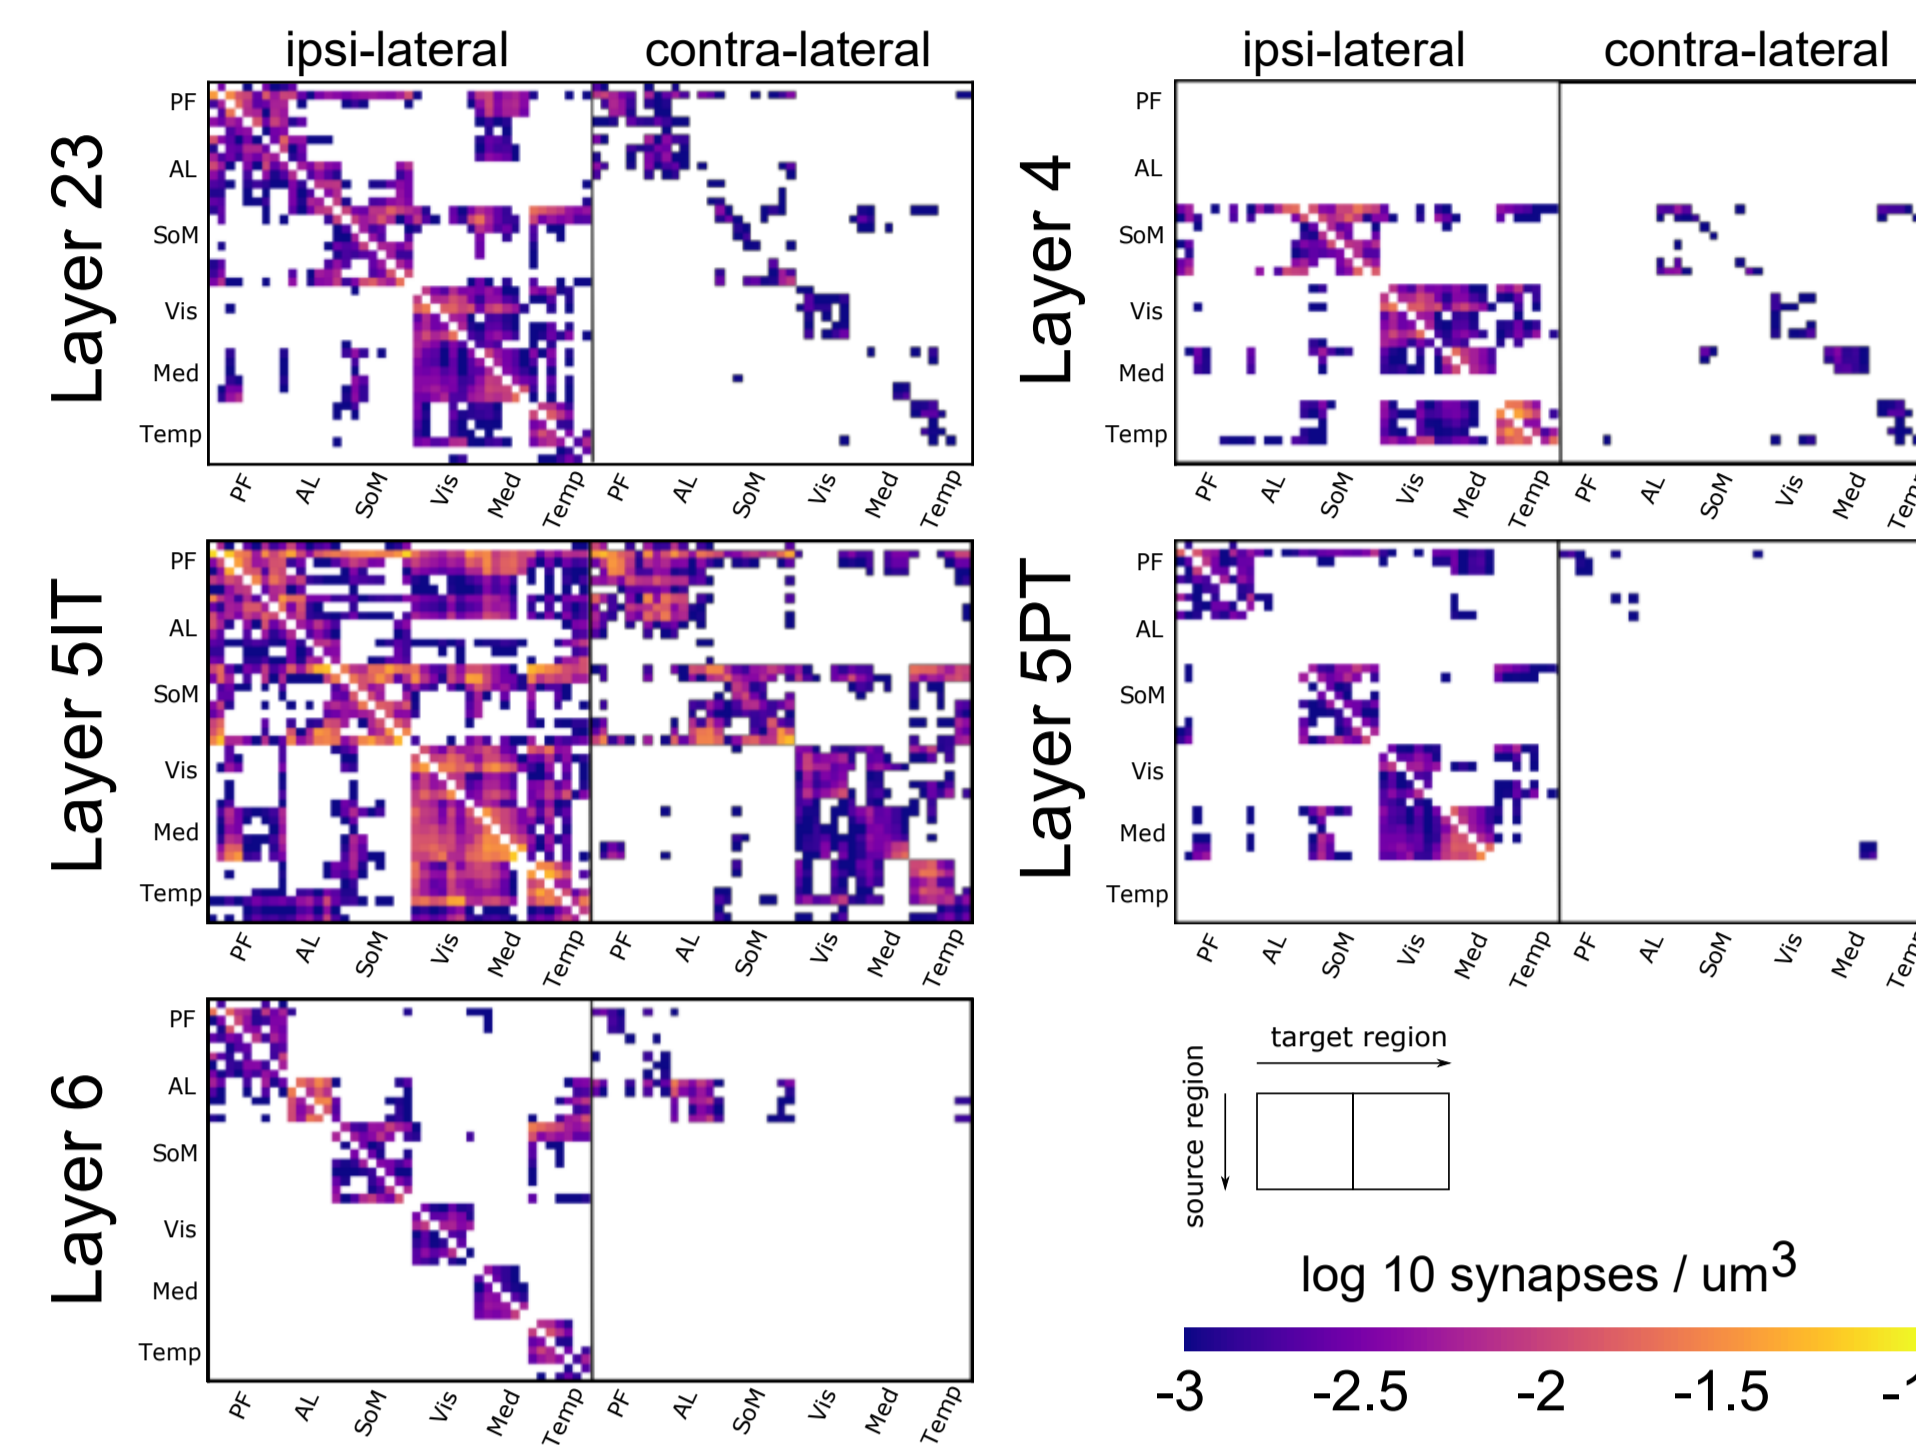 ipsi-lateral contra-lateral
Layer 23
PF
AL
SoM
Vis
Med
Temp
PF AL SoM Vis Med Temp PF AL SoM Vis Med Temp
ipsi-lateral contra-lateral
Layer 4
PF
AL
SoM
Vis
Med
Temp
PF AL SoM Vis Med Temp PF AL SoM Vis Med Temp
Layer 5IT
PF
AL
SoM
Vis
Med
Temp
PF AL SoM Vis Med Temp PF AL SoM Vis Med Temp
Layer 5PT
PF
AL
SoM
Vis
Med
Temp
PF AL SoM Vis Med Temp PF AL SoM Vis Med Tem
Layer 6
PF
AL
SoM
Vis
Med
Temp
PF AL SoM Vis Med Temp PF AL SoM Vis Med Temp
target region
source region
log 10 synapses / um³
-3 -2.5 -2 -1.5 -1